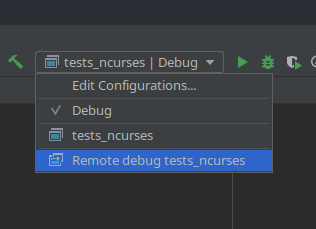 tests_ncurses | Debug
Edit Configurations...
Debug
tests_ncurses
Remote debug tests_ncurses